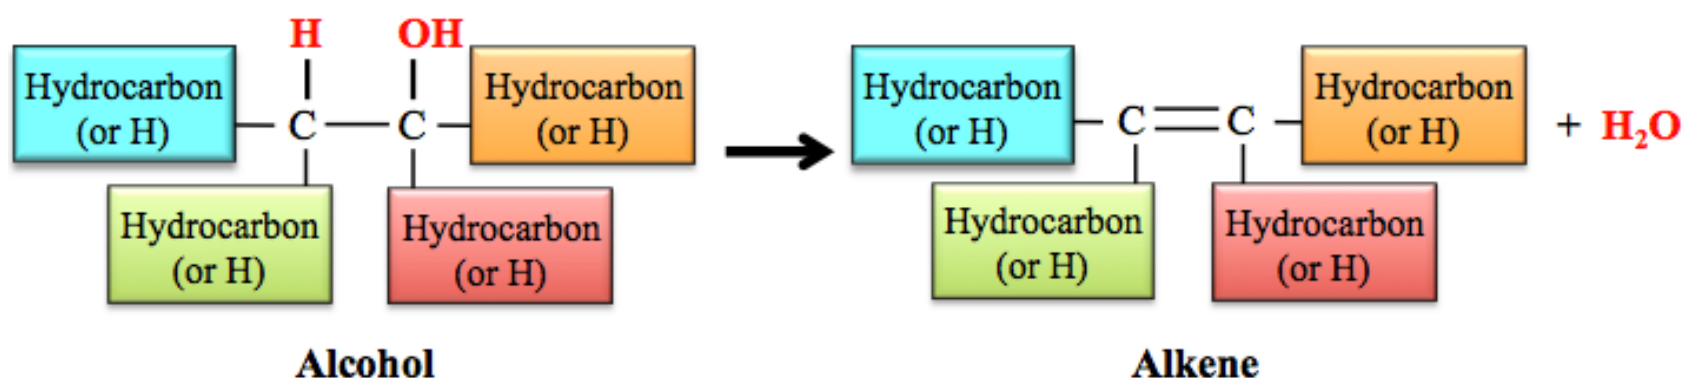 H OH
Hydrocarbon
(or H)
C C
Hydrocarbon
(or H)
Hydrocarbon
(or H)
Hydrocarbon
(or H)
Hydrocarbon
(or H)
C C
Hydrocarbon
(or H)
+ H₂O
Hydrocarbon
(or H)
Hydrocarbon
(or H)
Alcohol
Alkene